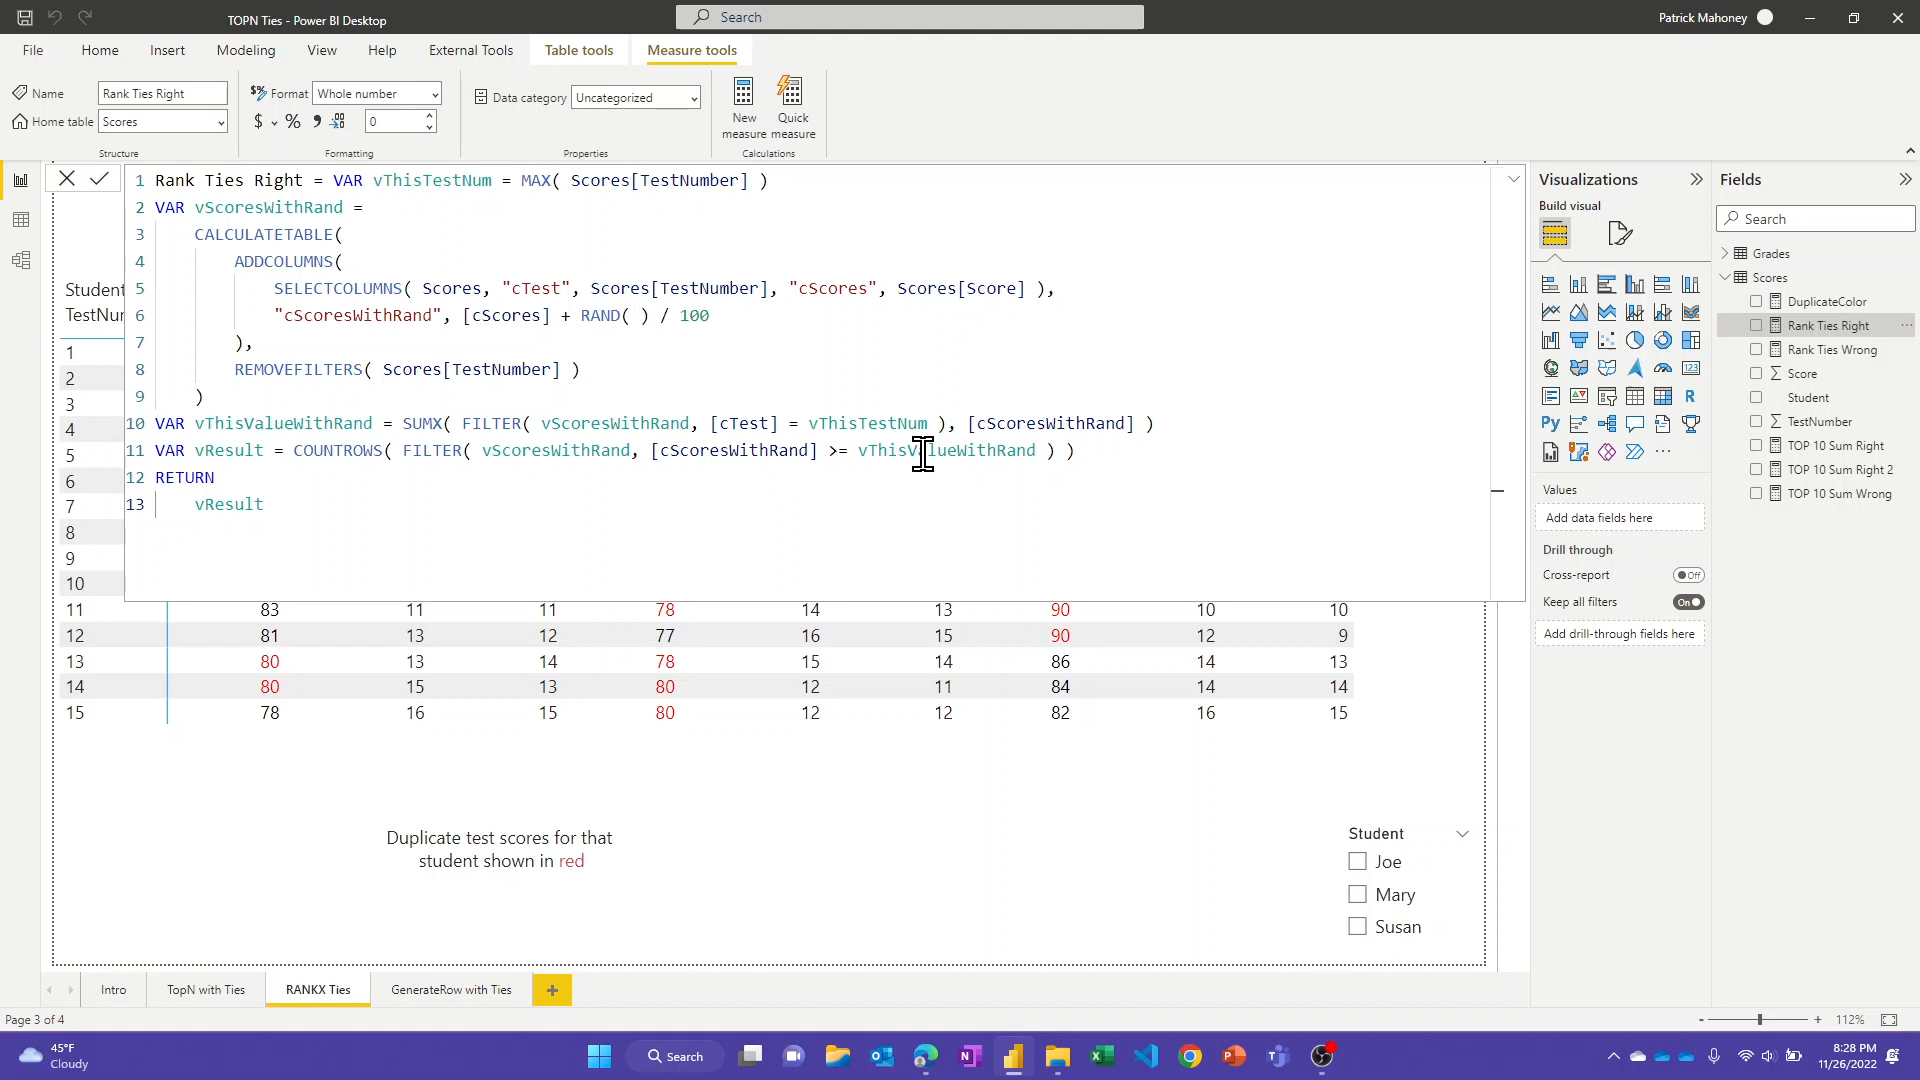 TOPN Ties - Power BI Desktop
Search
Patrick Mahoney
File Home Insert Modeling View Help External Tools Table tools Measure tools
Name Rank Ties Right
Home table Scores
Structure
Format Whole number
$ % 0
Formatting
Data category Uncategorized
Properties
New measure
Quick measure
Calculations
1 Rank Ties Right = VAR vThisTestNum = MAX( Scores[TestNumber] )
2 VAR vScoresWithRand =
3 CALCULATETABLE(
4 ADDCOLUMNS(
5 SELECTCOLUMNS( Scores, "cTest", Scores[TestNumber], "cScores", Scores[Score] ),
6 "cScoresWithRand", [cScores] + RAND( ) / 100
7 ),
8 REMOVEFILTERS( Scores[TestNumber] )
9 )
10 VAR vThisValueWithRand = SUMX( FILTER( vScoresWithRand, [cTest] = vThisTestNum ), [cScoresWithRand] )
11 VAR vResult = COUNTROWS( FILTER( vScoresWithRand, [cScoresWithRand] >= vThisValueWithRand ) )
12 RETURN
13 vResult
Student
TestNum
1
2
3
4
5
6
7
8
9
10
11 83 11 11 78 14 13 90 10 10
12 81 13 12 77 16 15 90 12 9
13 80 13 14 78 15 14 86 14 13
14 80 15 13 80 12 11 84 14 14
15 78 16 15 80 12 12 82 16 15
Duplicate test scores for that
student shown in red
Student
Joe
Mary
Susan
Visualizations
Build visual
123
R
Py
Values
Add data fields here
Drill through
Cross-report Off
Keep all filters On
Add drill-through fields here
Fields
Search
Grades
Scores
DuplicateColor
Rank Ties Right
Rank Ties Wrong
Score
Student
TestNumber
TOP 10 Sum Right
TOP 10 Sum Right 2
TOP 10 Sum Wrong
Intro TopN with Ties RANKX Ties GenerateRow with Ties +
Page 3 of 4
- + 112%
45°F
Cloudy
Search
8:28 PM
11/26/2022